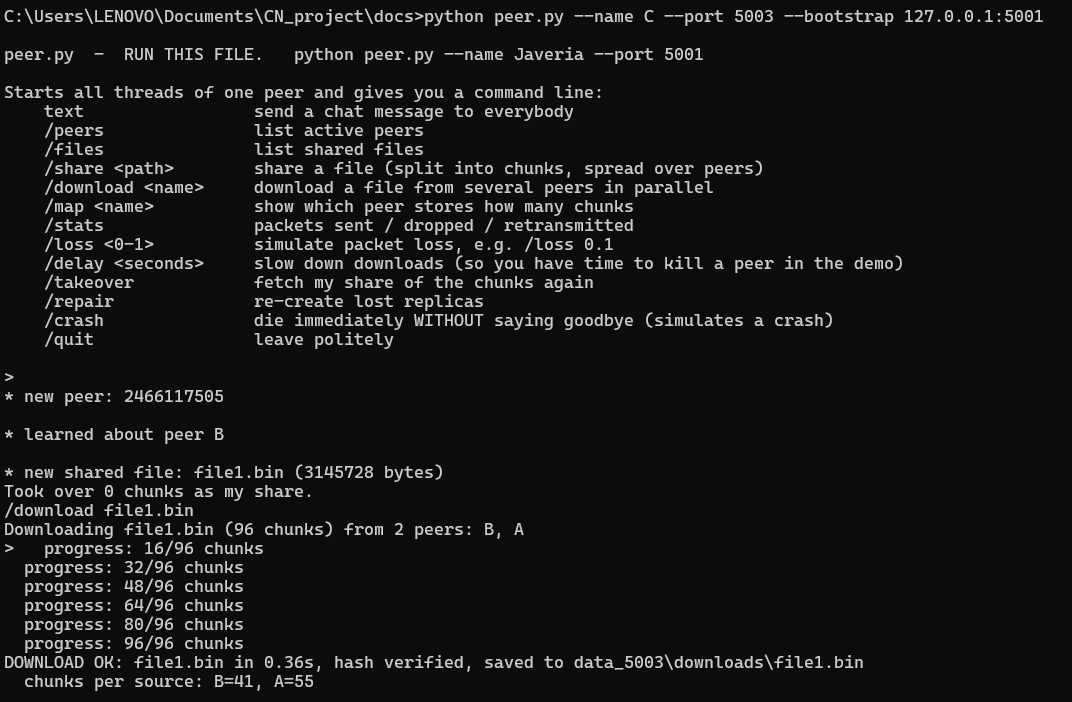 C:\Users\LENOVO\Documents\CN_project\docs>python peer.py --name C --port 5003 --bootstrap 127.0.0.1:5001
peer.py  -  RUN THIS FILE.   python peer.py --name Javeria --port 5001
Starts all threads of one peer and gives you a command line:
    text                 send a chat message to everybody
    /peers               list active peers
    /files               list shared files
    /share <path>        share a file (split into chunks, spread over peers)
    /download <name>     download a file from several peers in parallel
    /map <name>          show which peer stores how many chunks
    /stats               packets sent / dropped / retransmitted
    /loss <0-1>          simulate packet loss, e.g. /loss 0.1
    /delay <seconds>     slow down downloads (so you have time to kill a peer in the demo)
    /takeover            fetch my share of the chunks again
    /repair              re-create lost replicas
    /crash               die immediately WITHOUT saying goodbye (simulates a crash)
    /quit                leave politely
>
* new peer: 2466117505
* learned about peer B
* new shared file: file1.bin (3145728 bytes)
Took over 0 chunks as my share.
/download file1.bin
Downloading file1.bin (96 chunks) from 2 peers: B, A
>   progress: 16/96 chunks
  progress: 32/96 chunks
  progress: 48/96 chunks
  progress: 64/96 chunks
  progress: 80/96 chunks
  progress: 96/96 chunks
DOWNLOAD OK: file1.bin in 0.36s, hash verified, saved to data_5003\downloads\file1.bin
  chunks per source: B=41, A=55